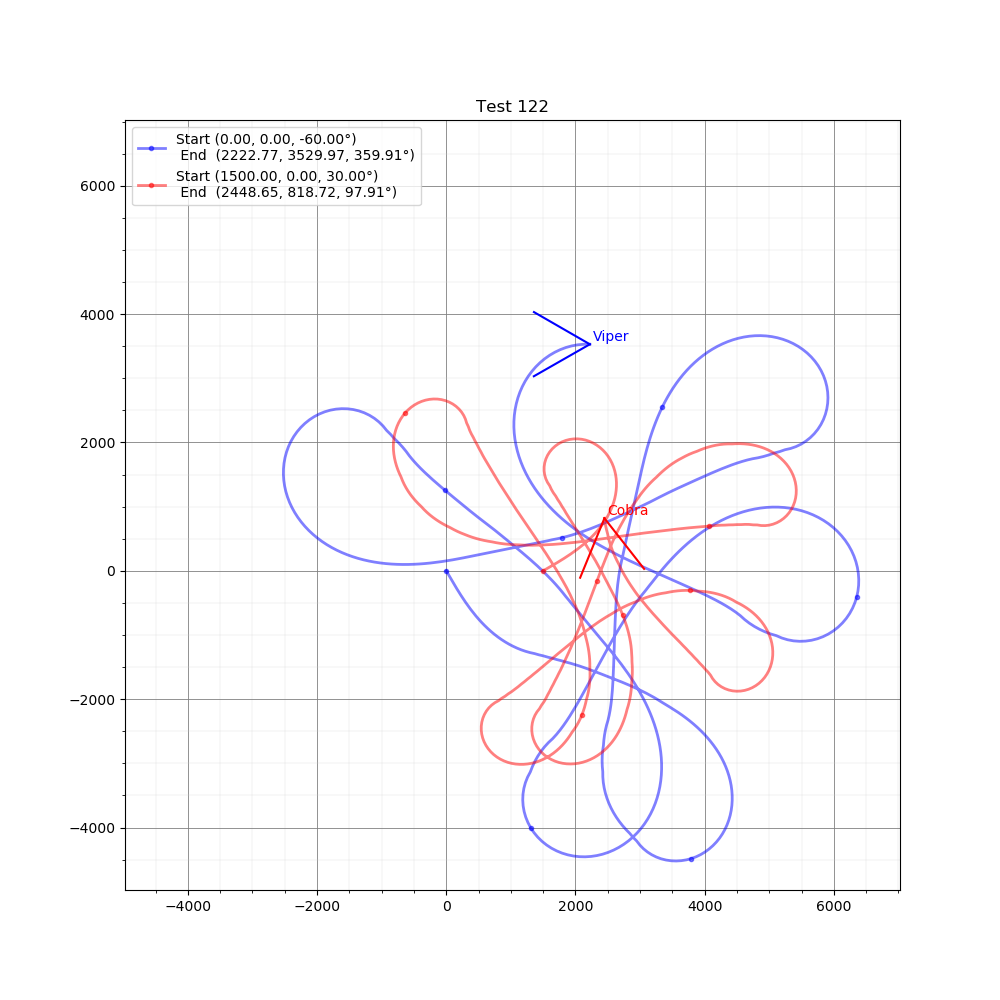 Test 122
Start (0.00, 0.00, -60.00°)
End (2222.77, 3529.97, 359.91°)
Start (1500.00, 0.00, 30.00°)
End (2448.65, 818.72, 97.91°)
6000
4000
Viper
2000
Cobra
0
−2000
−4000
−4000
−2000
0
2000
4000
6000